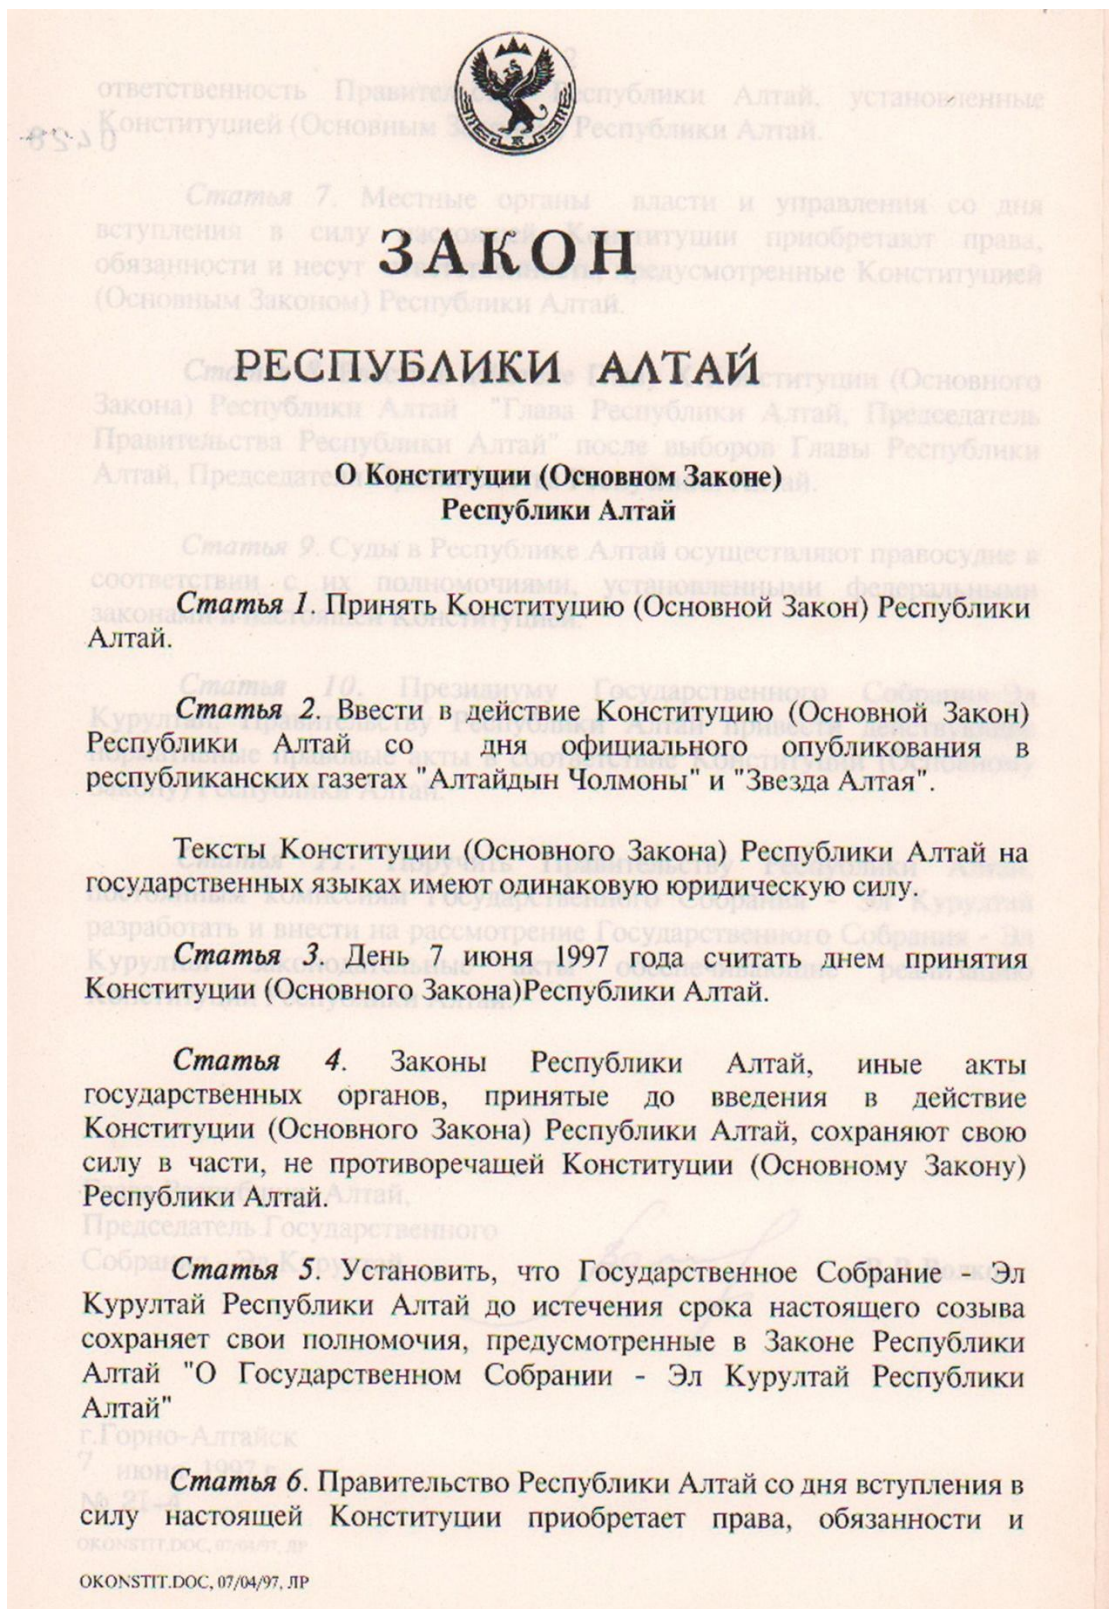 ЗАКОН
РЕСПУБЛИКИ АЛТАЙ
О Конституции (Основном Законе)
Республики Алтай
Статья 1. Принять Конституцию (Основной Закон) Республики
Алтай.
Статья 2. Ввести в действие Конституцию (Основной Закон)
Республики Алтай со дня официального опубликования в
республиканских газетах "Алтайдын Чолмоны" и "Звезда Алтая".
Тексты Конституции (Основного Закона) Республики Алтай на
государственных языках имеют одинаковую юридическую силу.
Статья 3. День 7 июня 1997 года считать днем принятия
Конституции (Основного Закона)Республики Алтай.
Статья 4. Законы Республики Алтай, иные акты
государственных органов, принятые до введения в действие
Конституции (Основного Закона) Республики Алтай, сохраняют свою
силу в части, не противоречащей Конституции (Основному Закону)
Республики Алтай.
Статья 5. Установить, что Государственное Собрание - Эл
Курултай Республики Алтай до истечения срока настоящего созыва
сохраняет свои полномочия, предусмотренные в Законе Республики
Алтай "О Государственном Собрании - Эл Курултай Республики
Алтай"
Статья 6. Правительство Республики Алтай со дня вступления в
силу настоящей Конституции приобретает права, обязанности и
OKONSTIT.DOC, 07/04/97, ЛР